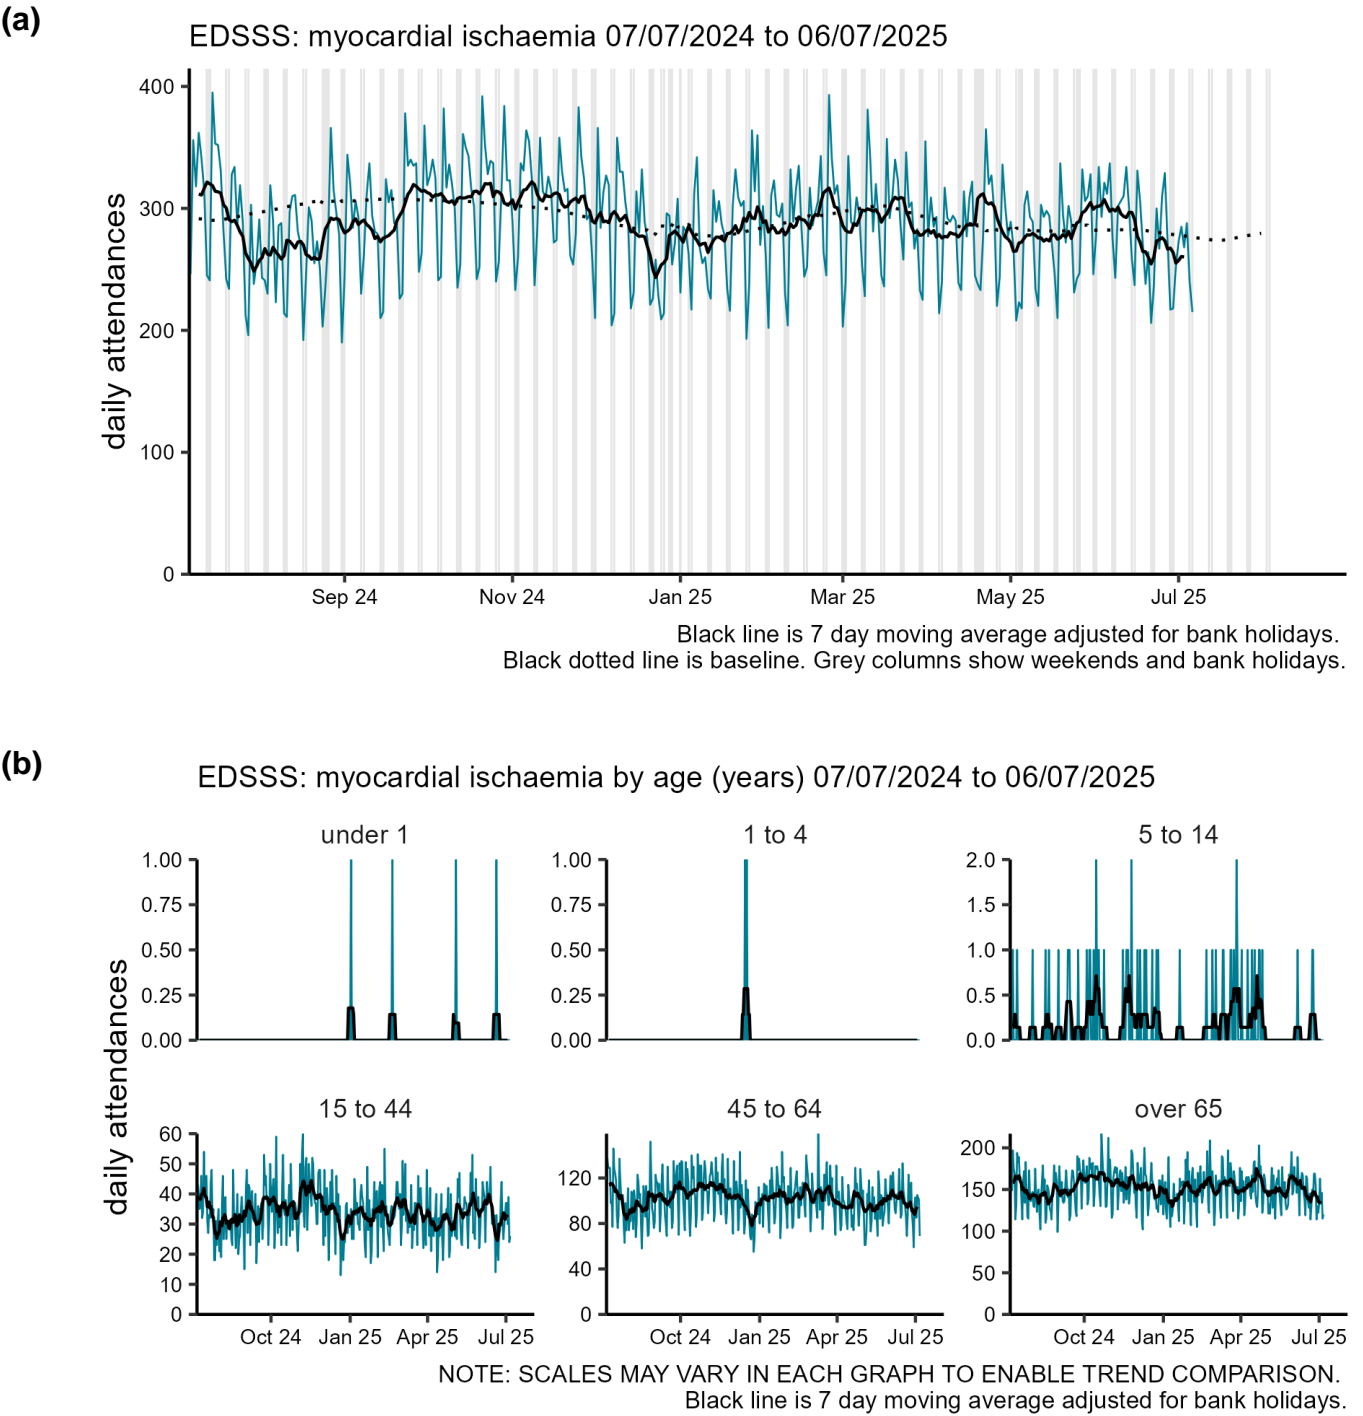 (a)
EDSSS: myocardial ischaemia 07/07/2024 to 06/07/2025
daily attendances
400
300
200
100
0
Sep 24 Nov 24 Jan 25 Mar 25 May 25 Jul 25
Black line is 7 day moving average adjusted for bank holidays.
Black dotted line is baseline. Grey columns show weekends and bank holidays.
(b)
EDSSS: myocardial ischaemia by age (years) 07/07/2024 to 06/07/2025
daily attendances
under 1
1.00
0.75
0.50
0.25
0.00
1 to 4
1.00
0.75
0.50
0.25
0.00
5 to 14
2.0
1.5
1.0
0.5
0.0
15 to 44
60
50
40
30
20
10
0
Oct 24 Jan 25 Apr 25 Jul 25
45 to 64
120
80
40
0
Oct 24 Jan 25 Apr 25 Jul 25
over 65
200
150
100
50
0
Oct 24 Jan 25 Apr 25 Jul 25
NOTE: SCALES MAY VARY IN EACH GRAPH TO ENABLE TREND COMPARISON.
Black line is 7 day moving average adjusted for bank holidays.